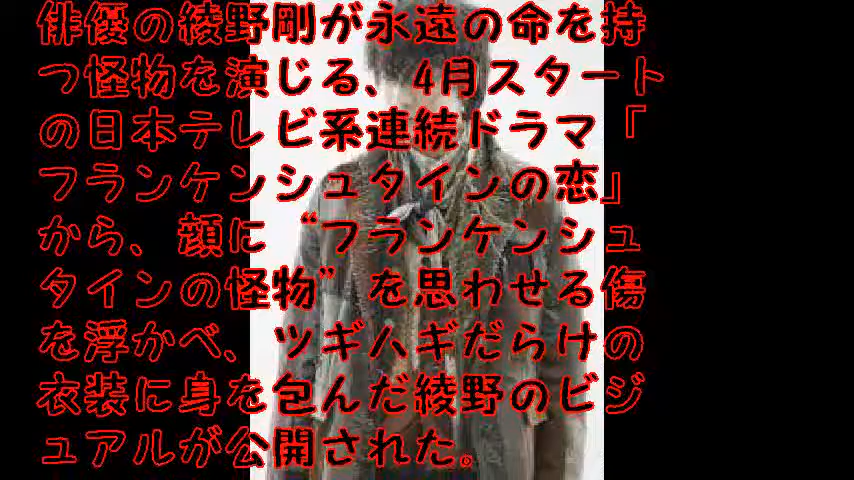 俳優の綾野剛が永遠の命を持
つ怪物を演じる、4月スタート
の日本テレビ系連続ドラマ「
フランケンシュタインの恋」
から、顔に“フランケンシュ
タインの怪物”を思わせる傷
を浮かべ、ツギハギだらけの
衣装に身を包んだ綾野のビジ
ュアルが公開された。